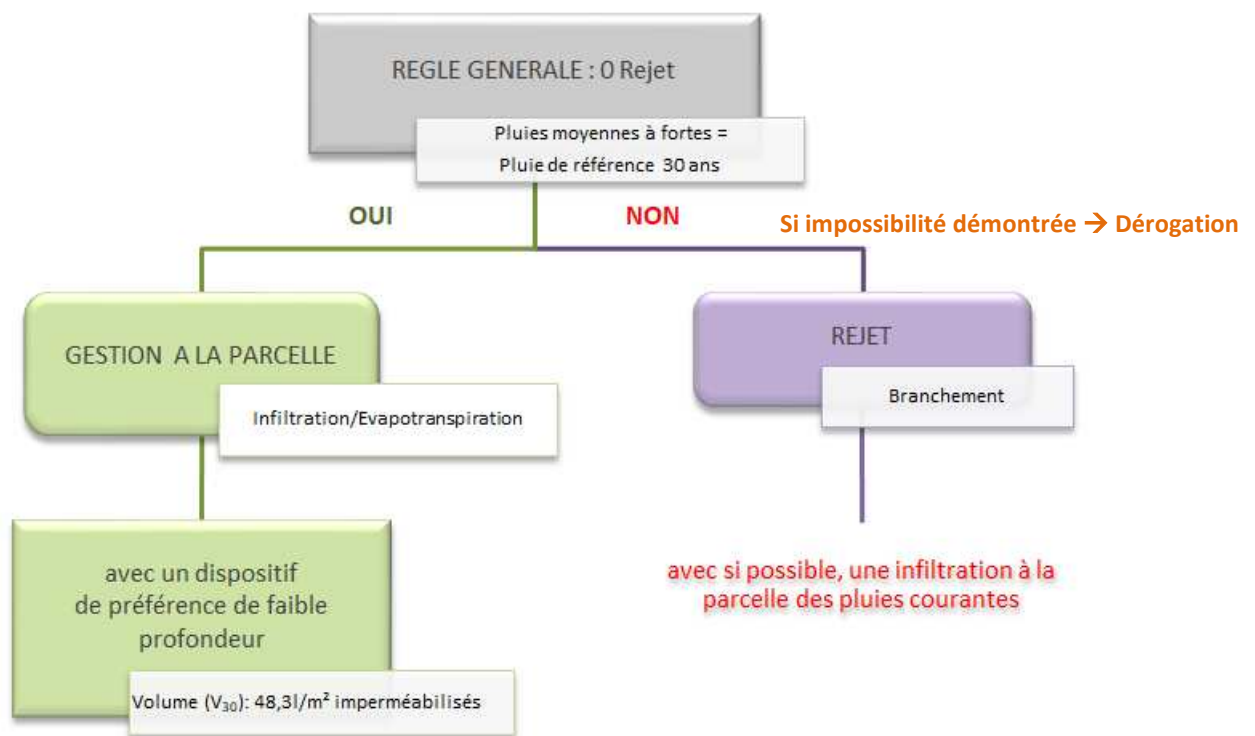 REGLE GENERALE : 0 Rejet
Pluies moyennes à fortes =
Pluie de référence 30 ans
OUI
NON
Si impossibilité démontrée → Dérogation
GESTION A LA PARCELLE
Infiltration/Evapotranspiration
REJET
Branchement
avec un dispositif
de préférence de faible
profondeur
Volume (V₃₀): 48,3l/m² imperméabilisés
avec si possible, une infiltration à la
parcelle des pluies courantes